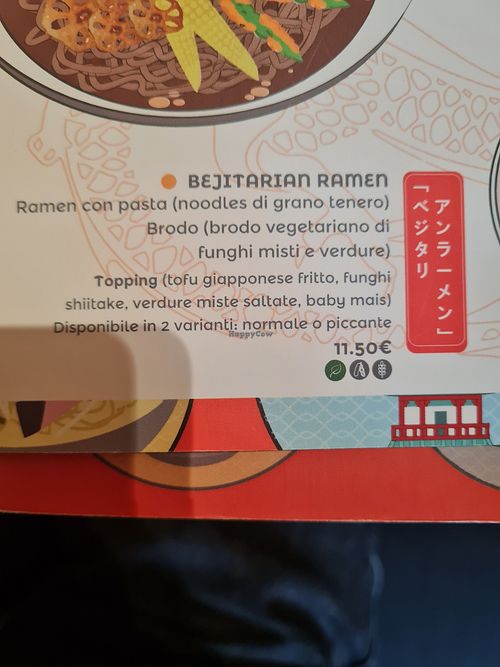 BEJITARIAN RAMEN
Ramen con pasta (noodles di grano tenero)
Brodo (brodo vegetariano di
funghi misti e verdure)
Topping (tofu giapponese fritto, funghi
shiitake, verdure miste saltate, baby mais)
Disponibile in 2 varianti: normale o piccante
HappyCow
11.50€
「ベジタリ
アンラーメン」